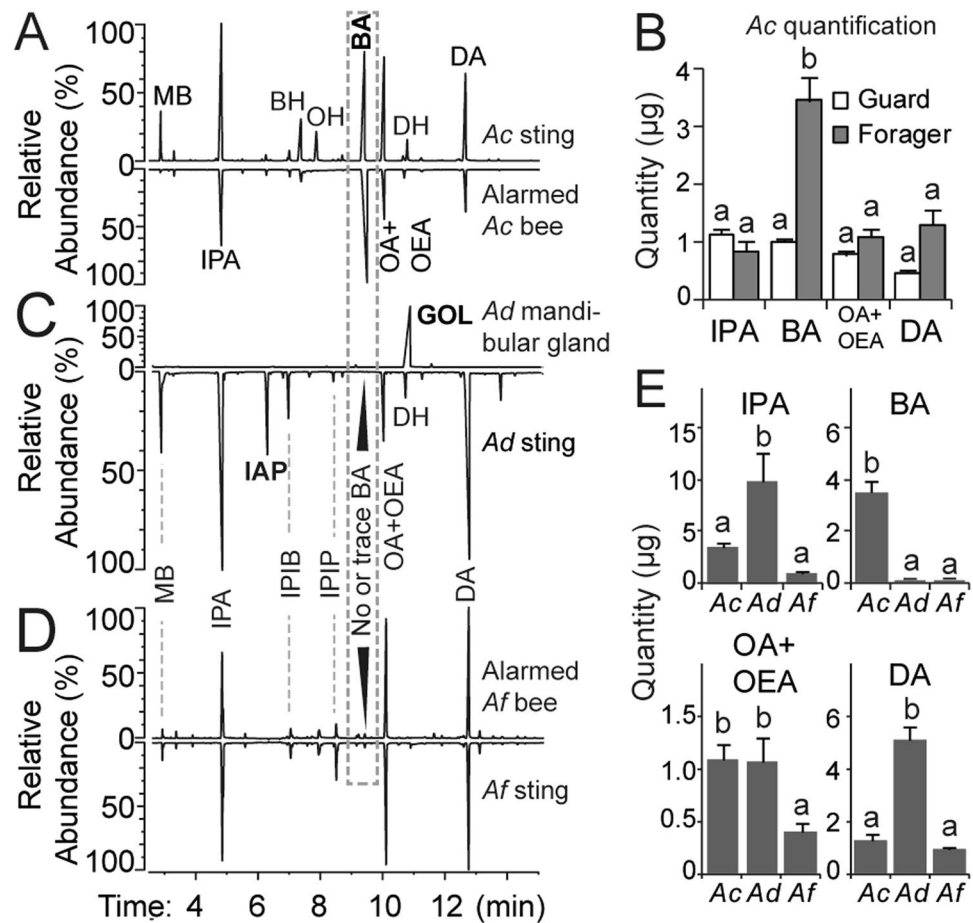 A
Relative
Abundance (%)
100
50
0
50
100
MB
IPA
BH
OH
BA
OA+
OEA
DH
DA
Ac sting
Alarmed
Ac bee
B
Ac quantification
Quantity (µg)
4
3
2
1
0
Guard
Forager
a
a
a
b
a
a
a
a
IPA
BA
OA+
OEA
DA
C
Relative
Abundance (%)
100
50
0
50
100
GOL
Ad mandi-
bular gland
DH
Ad sting
IAP
MB
IPA
IPIB
IPIP
No or trace BA
OA+OEA
DA
D
Relative
Abundance (%)
100
50
0
50
100
Alarmed
Af bee
Af sting
Time: 4 6 8 10 12 (min)
E
Quantity (µg)
IPA
15
10
5
0
a
b
a
Ac Ad Af
BA
6
4
2
0
b
a
a
Ac Ad Af
OA+
OEA
1.5
1.0
0.5
0
b
b
a
Ac Ad Af
DA
6
4
2
0
a
b
a
Ac Ad Af